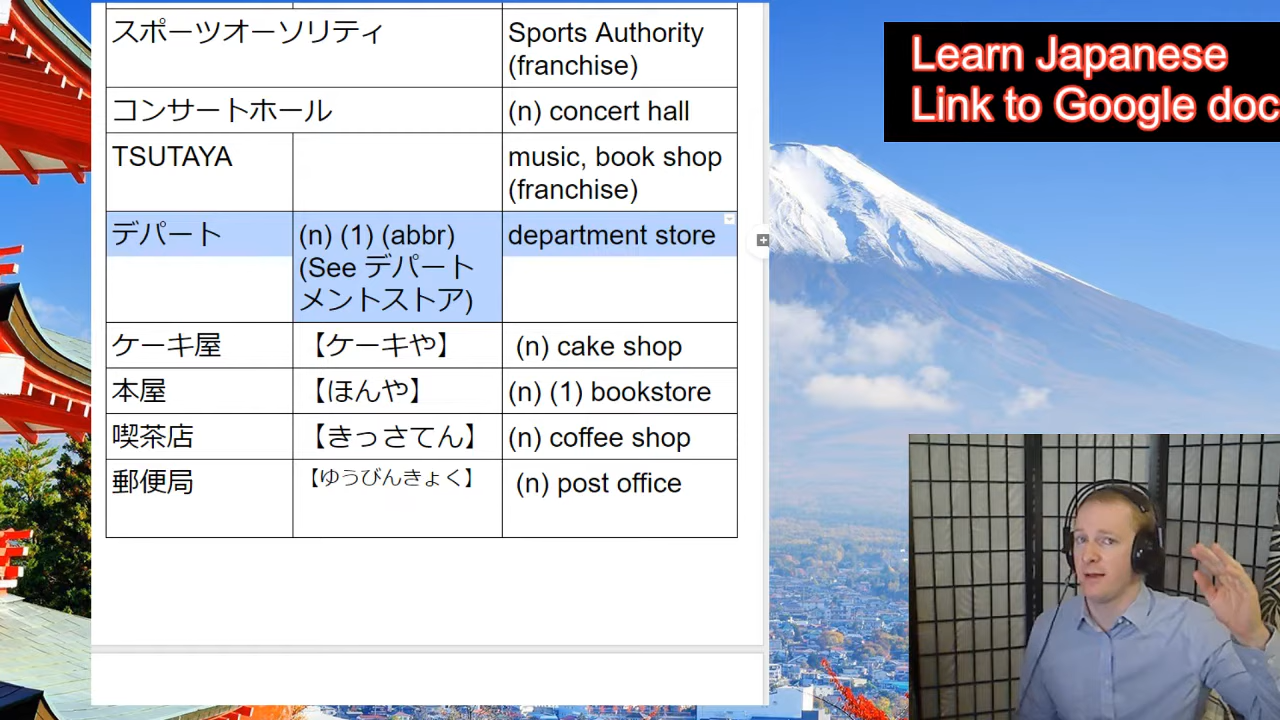 スポーツオーソリティ
Sports Authority
(franchise)
コンサートホール
(n) concert hall
TSUTAYA
music, book shop
(franchise)
デパート
(n) (1) (abbr)
(See デパート
メントストア)
department store
ケーキ屋
【ケーキや】
(n) cake shop
本屋
【ほんや】
(n) (1) bookstore
喫茶店
【きっさてん】
(n) coffee shop
郵便局
【ゆうびんきょく】
(n) post office
Learn Japanese
Link to Google doc